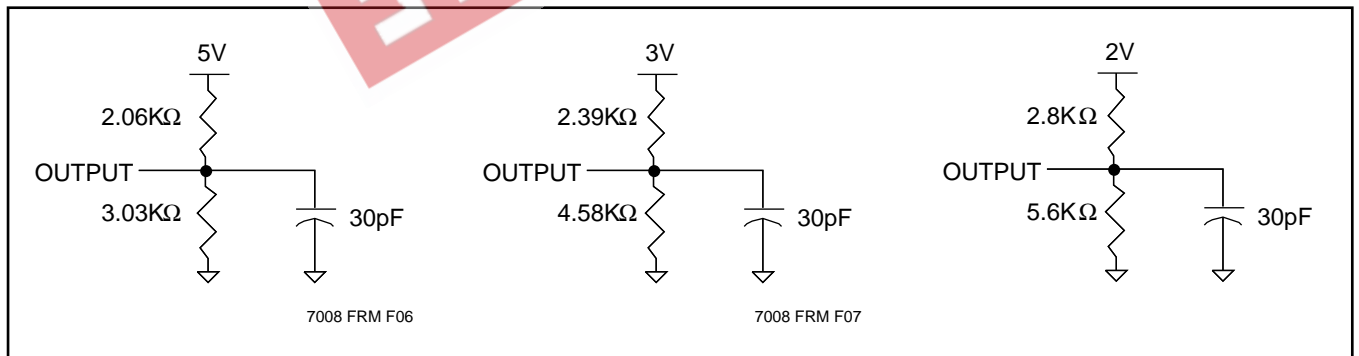 5V
2.06KΩ
OUTPUT
3.03KΩ
30pF
7008 FRM F06
3V
2.39KΩ
OUTPUT
4.58KΩ
30pF
7008 FRM F07
2V
2.8KΩ
OUTPUT
5.6KΩ
30pF